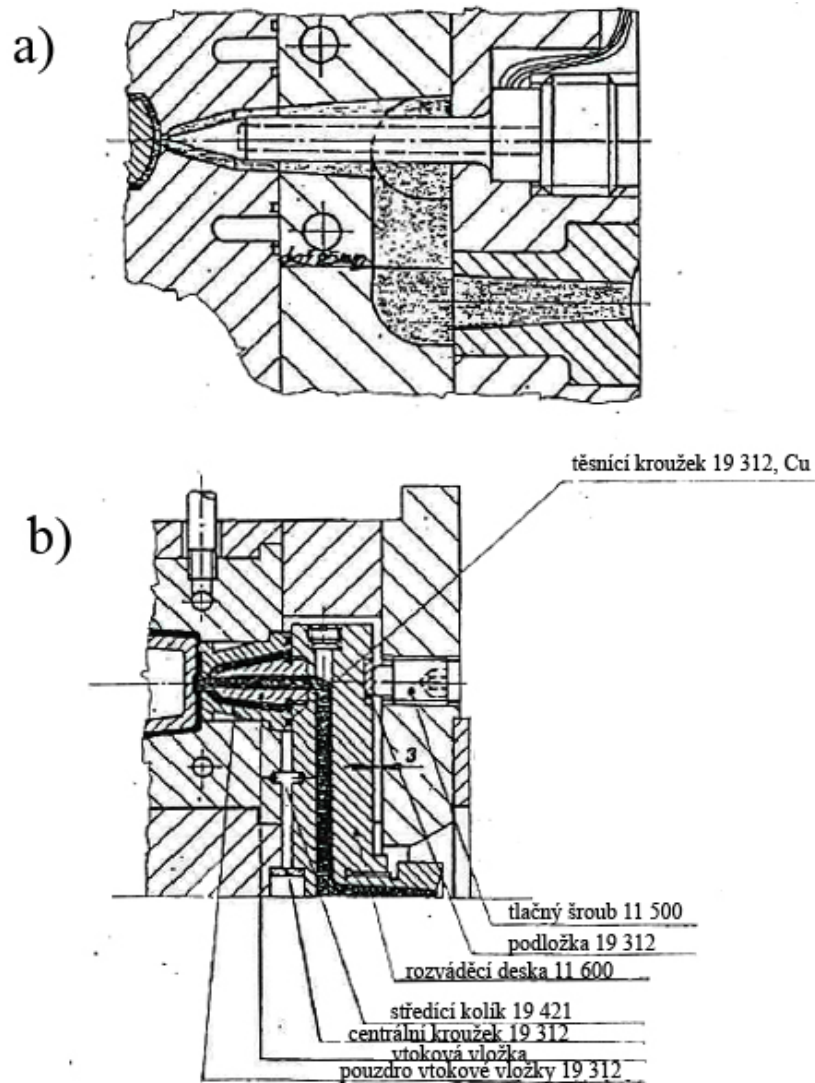 a)
těsnící kroužek 19 312, Cu
b)
3
tlačný šroub 11 500
podložka 19 312
rozváděcí deska 11 600
středící kolík 19 421
centrální kroužek 19 312
vtoková vložka
pouzdro vtokové vložky 19 312